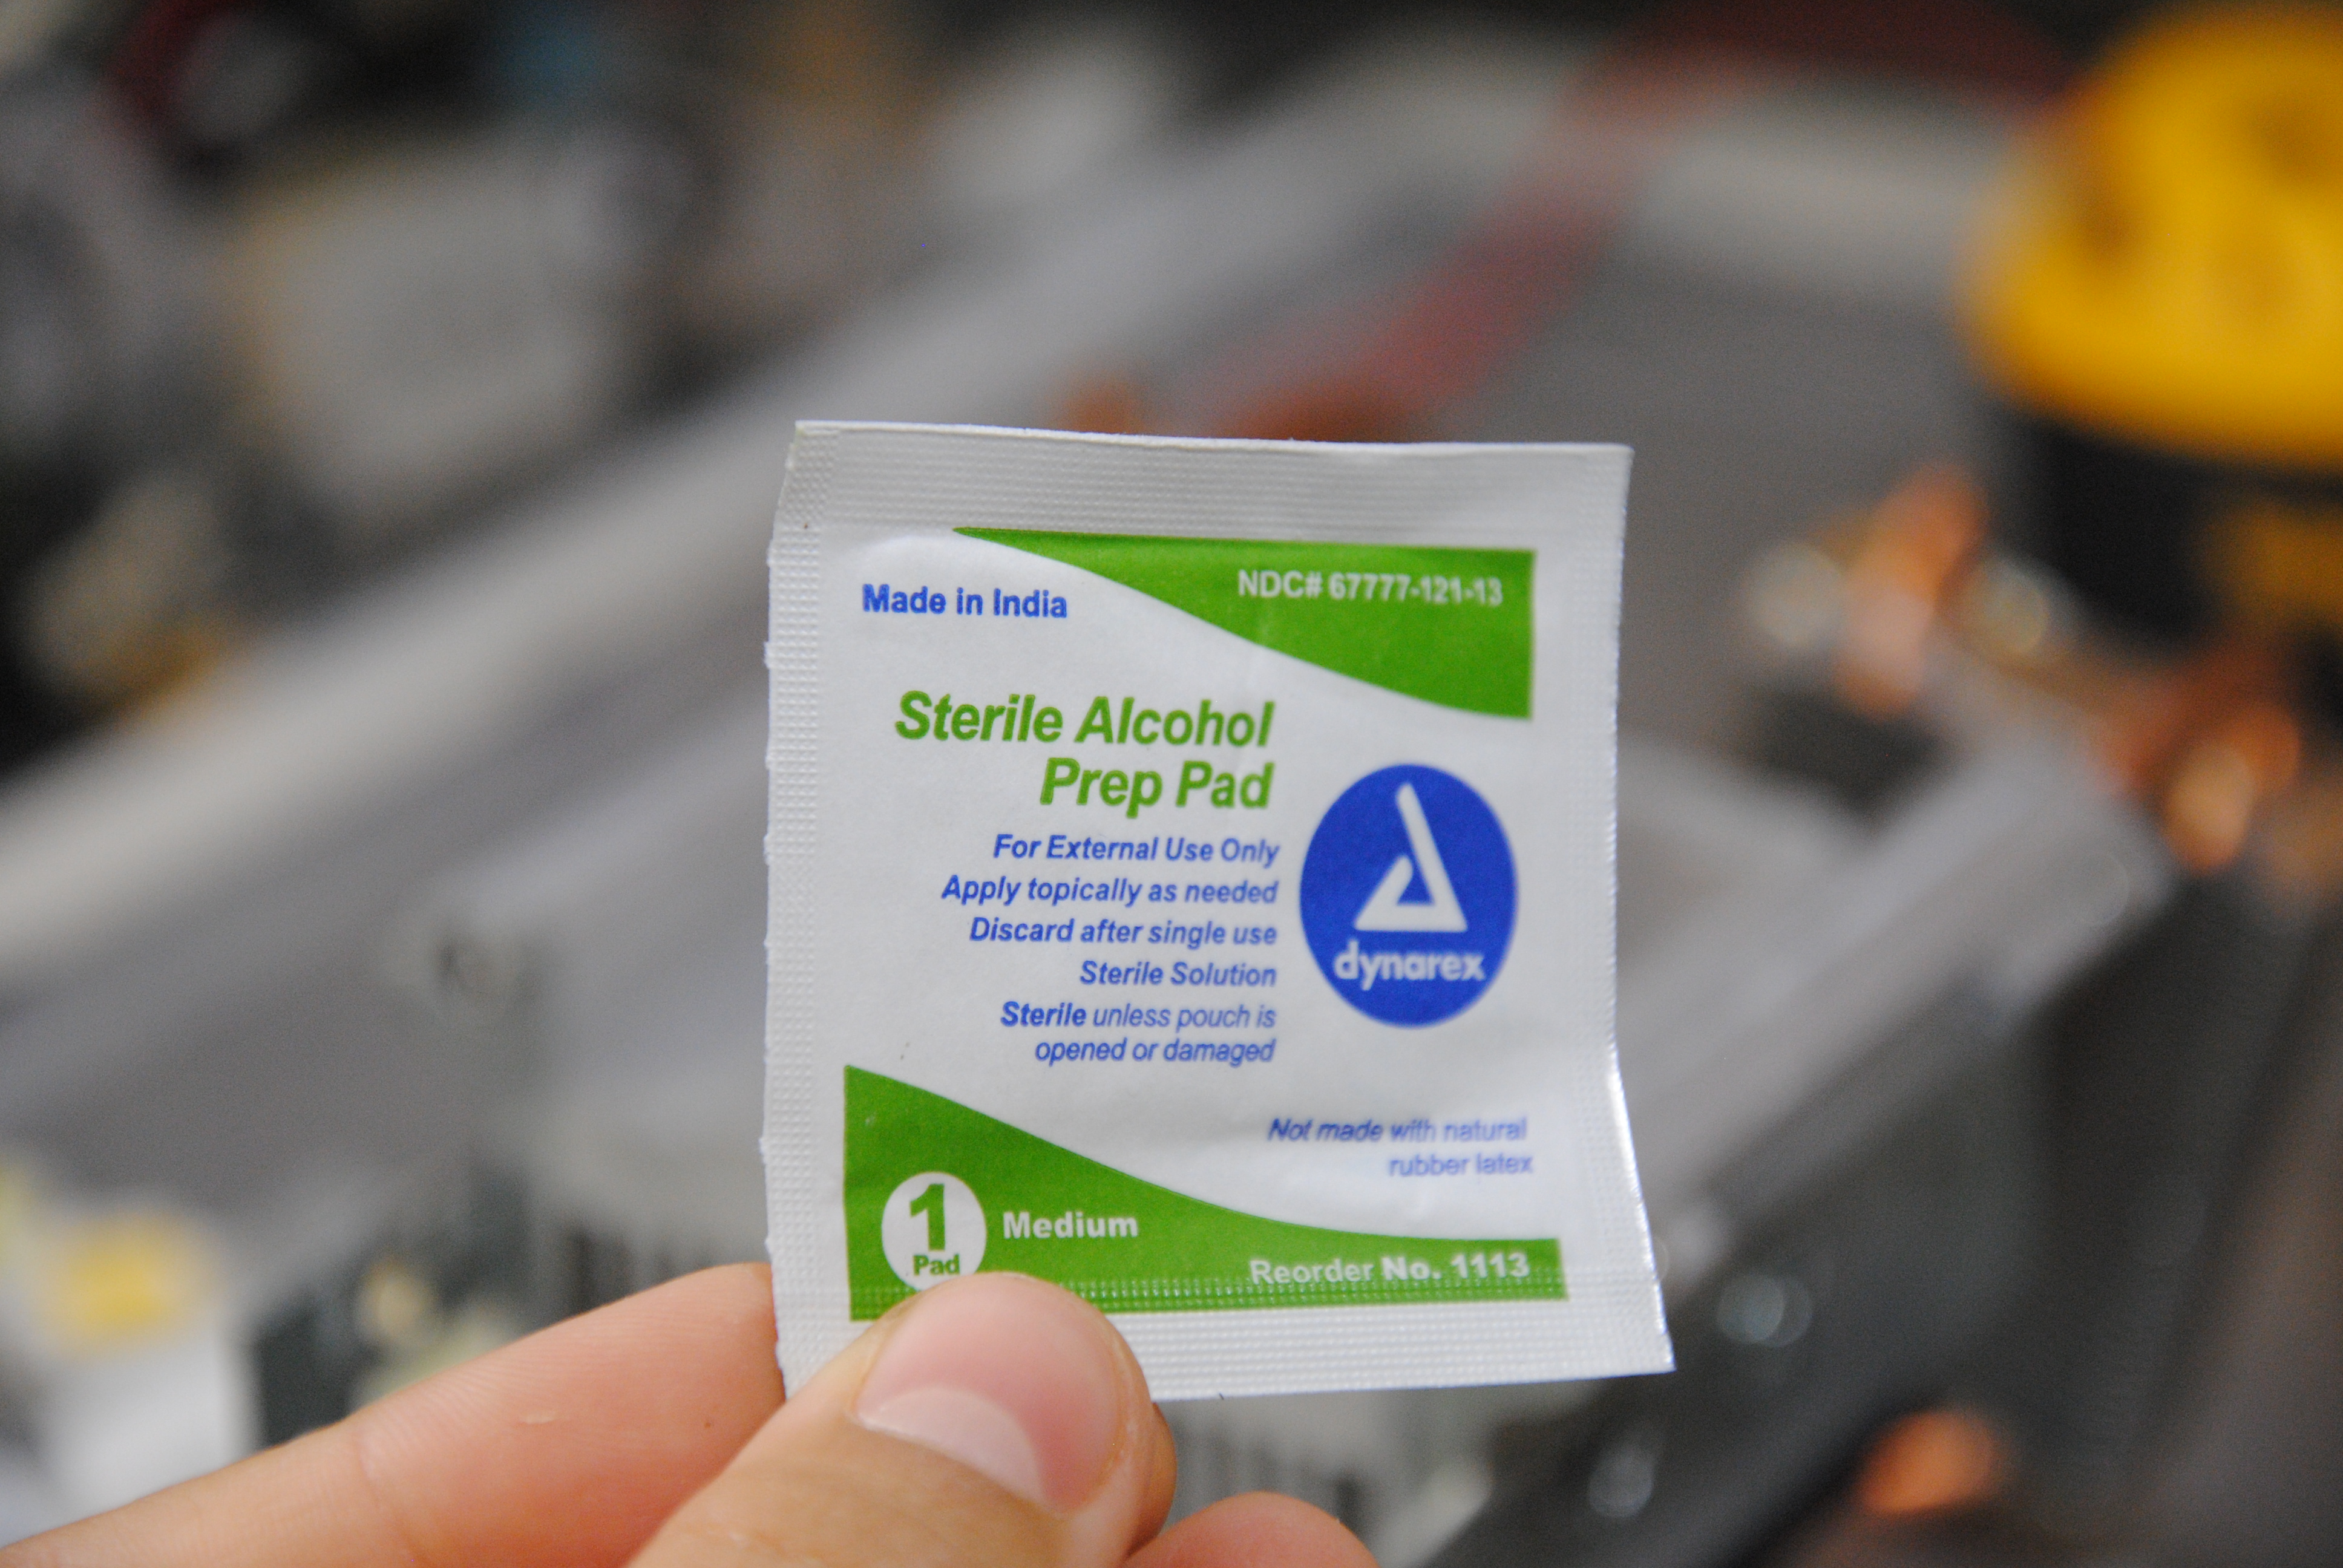 Made in India
NDC# 67777-121-13
Sterile Alcohol
Prep Pad
For External Use Only
Apply topically as needed
Discard after single use
Sterile Solution
Sterile unless pouch is
opened or damaged
dynarex
Not made with natural
rubber latex
1
Pad
Medium
Reorder No. 1113